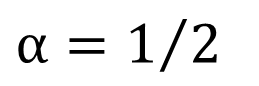 α = 1/2